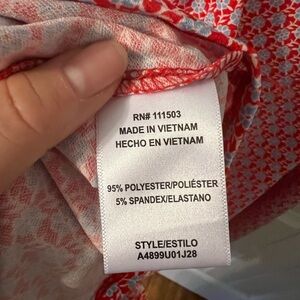 RN# 111503
MADE IN VIETNAM
HECHO EN VIETNAM
95% POLYESTER/POLIÉSTER
5% SPANDEX/ELASTANO
STYLE/ESTILO
A4899U01J28